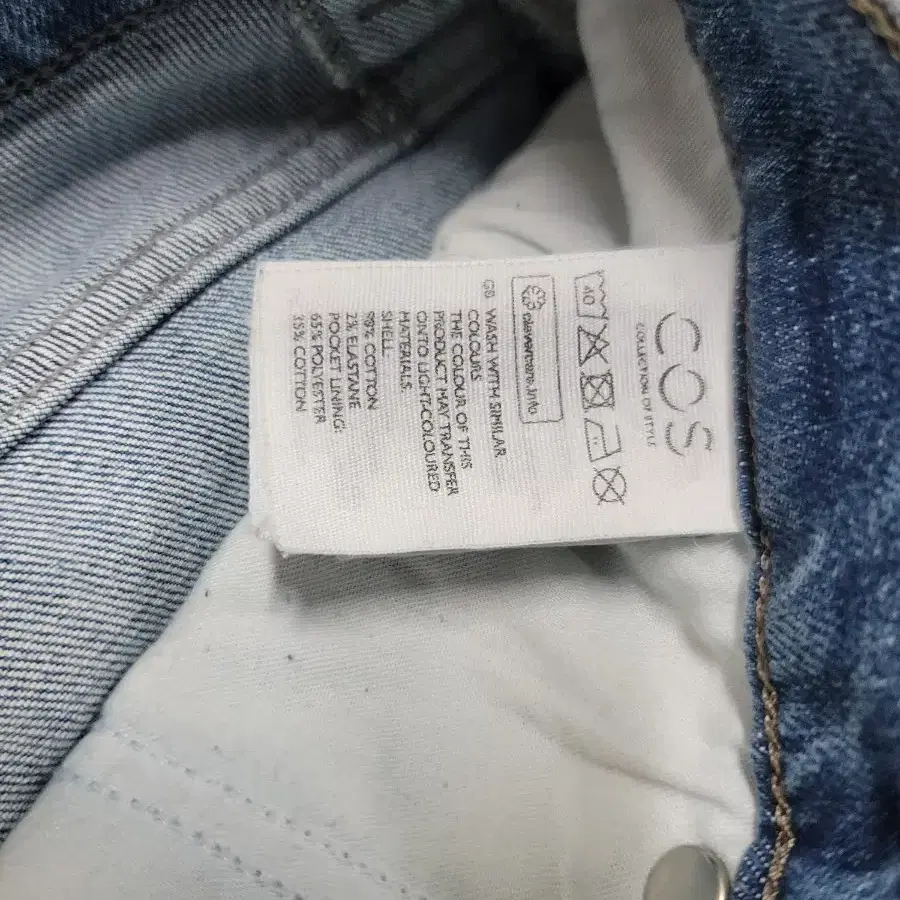 COS
COLLECTION OF STYLE
40
clevercare.info
GB WASH WITH SIMILAR
COLOURS
THE COLOUR OF THIS
PRODUCT MAY TRANSFER
ONTO LIGHT-COLOURED
MATERIALS.
SHELL:
98% COTTON
2% ELASTANE
POCKET LINING:
65% POLYESTER
35% COTTON